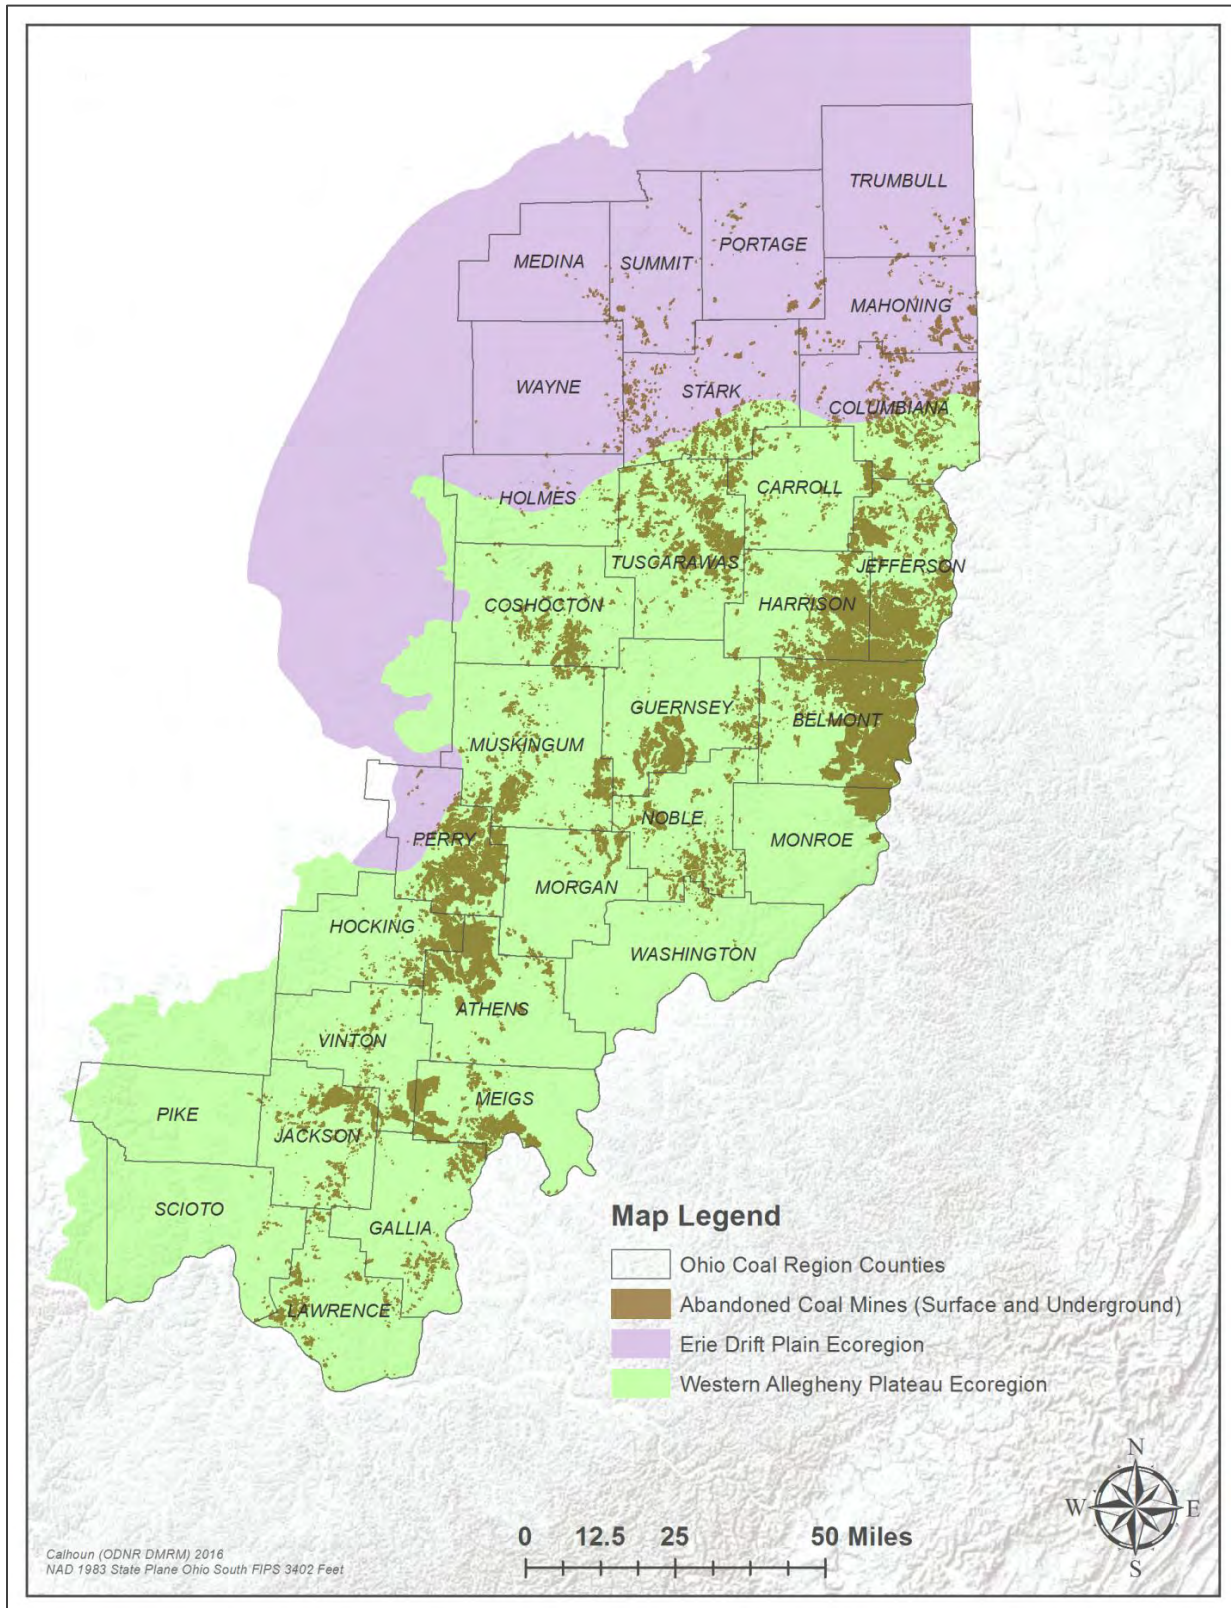 TRUMBULL
PORTAGE
MEDINA
SUMMIT
MAHONING
WAYNE
STARK
COLUMBIANA
CARROLL
HOLMES
TUSGARAWAS
JEFFERSON
COSHOCTON
HARRISON
GUERNSEY
BELMONT
MUSKINGUM
NOBLE
PERRY
MONROE
MORGAN
HOCKING
WASHINGTON
ATHENS
VINTON
MEIGS
PIKE
JACKSON
SCIOTO
GALLIA
LAWRENCE
Map Legend
Ohio Coal Region Counties
Abandoned Coal Mines (Surface and Underground)
Erie Drift Plain Ecoregion
Western Allegheny Plateau Ecoregion
N
W E
S
0 12.5 25 50 Miles
Calhoun (ODNR DMRM) 2016
NAD 1983 State Plane Ohio South FIPS 3402 Feet